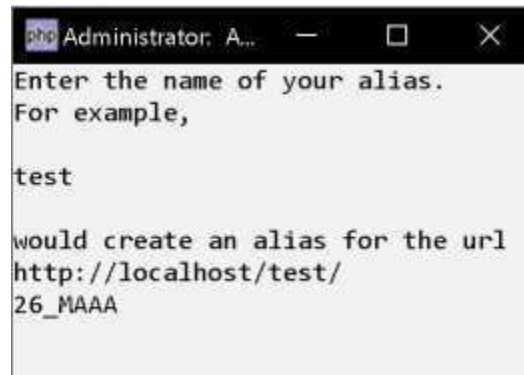 php Administrator: A...
Enter the name of your alias.
For example,
test
would create an alias for the url
http://localhost/test/
26_MAAA